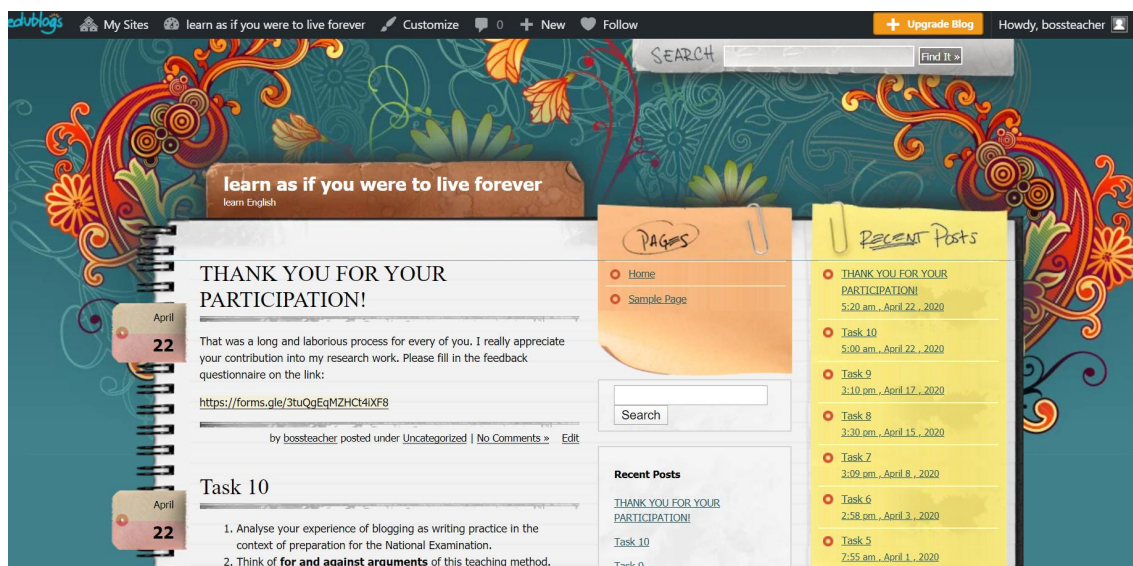 edublogs My Sites learn as if you were to live forever Customize 0 New Follow Upgrade Blog Howdy, bossteacher
SEARCH Find It »
learn as if you were to live forever
learn English
THANK YOU FOR YOUR
PARTICIPATION!
April
22
That was a long and laborious process for every of you. I really appreciate
your contribution into my research work. Please fill in the feedback
questionnaire on the link:
https://forms.gle/3tuQgEqMZHCt4iXF8
by bossteacher posted under Uncategorized | No Comments » Edit
Task 10
April
22
1. Analyse your experience of blogging as writing practice in the
context of preparation for the National Examination.
2. Think of for and against arguments of this teaching method.
PAGES
Home
Sample Page
Search
Recent Posts
THANK YOU FOR YOUR
PARTICIPATION!
Task 10
Task 9
RECENT POSTS
THANK YOU FOR YOUR
PARTICIPATION!
5:20 am , April 22 , 2020
Task 10
5:00 am , April 22 , 2020
Task 9
3:10 pm , April 17 , 2020
Task 8
3:30 pm , April 15 , 2020
Task 7
3:09 pm , April 8 , 2020
Task 6
2:58 pm , April 3 , 2020
Task 5
7:55 am , April 1 , 2020